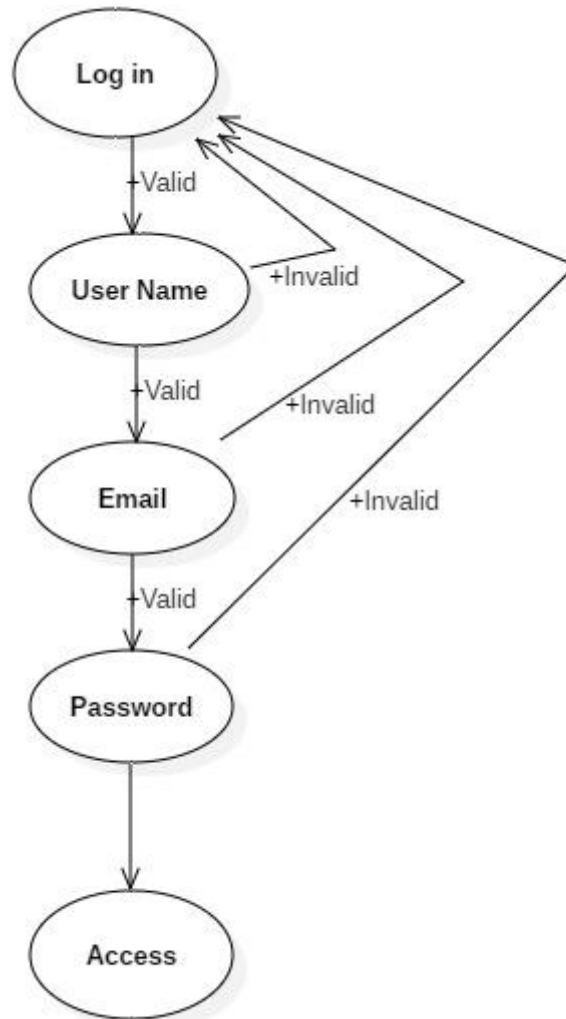 Log in
+Valid
User Name
+Invalid
+Valid
+Invalid
Email
+Invalid
+Valid
Password
Access